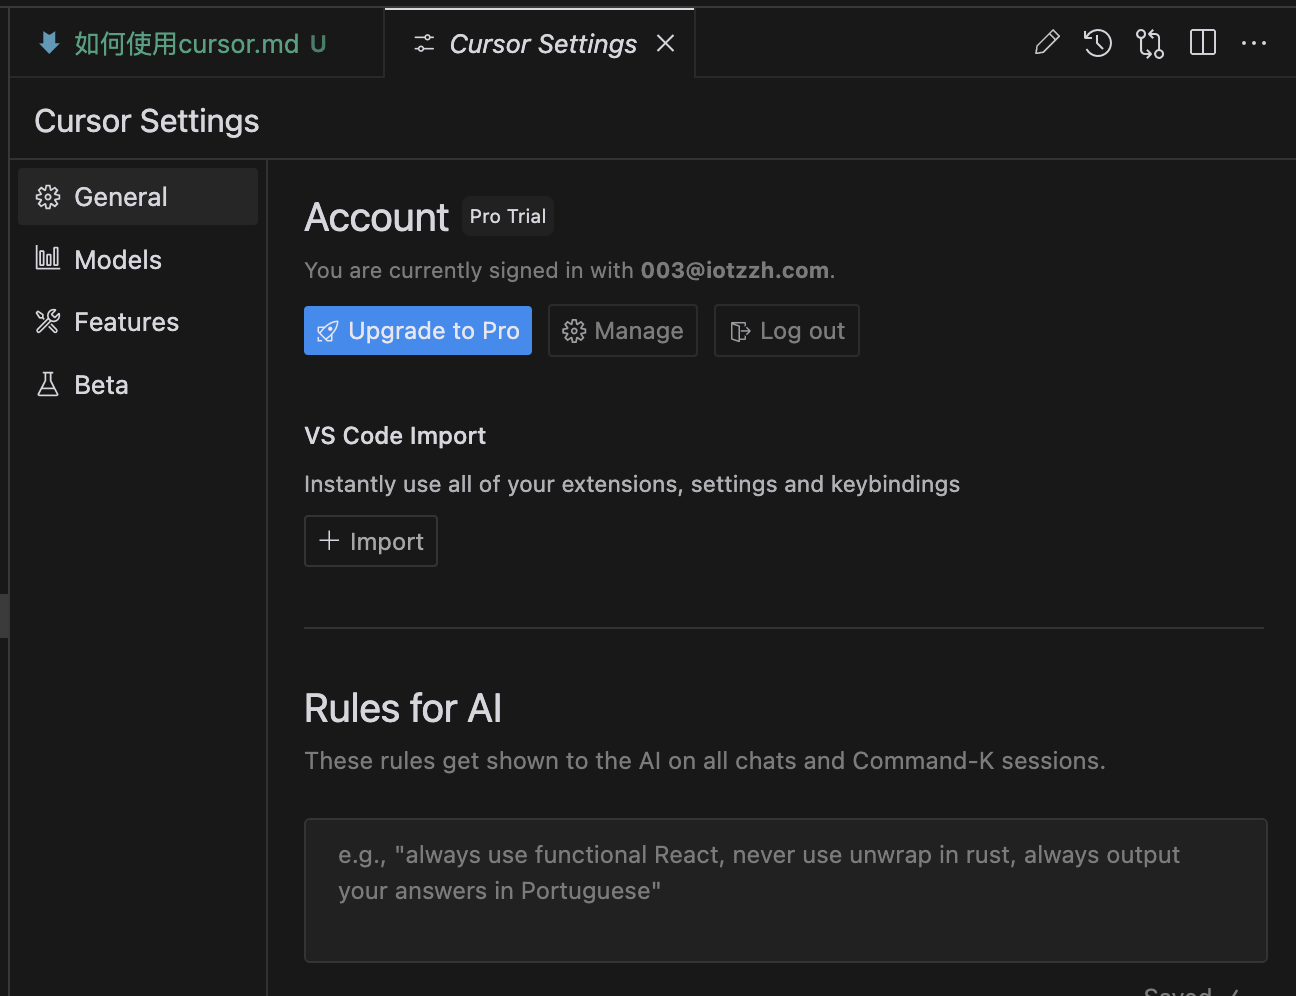 如何使用cursor.md U
Cursor Settings
Cursor Settings
General
Models
Features
Beta
Account Pro Trial
You are currently signed in with 003@iotzzh.com.
Upgrade to Pro Manage Log out
VS Code Import
Instantly use all of your extensions, settings and keybindings
Import
Rules for AI
These rules get shown to the AI on all chats and Command-K sessions.
e.g., "always use functional React, never use unwrap in rust, always output
your answers in Portuguese"
Saved ✓